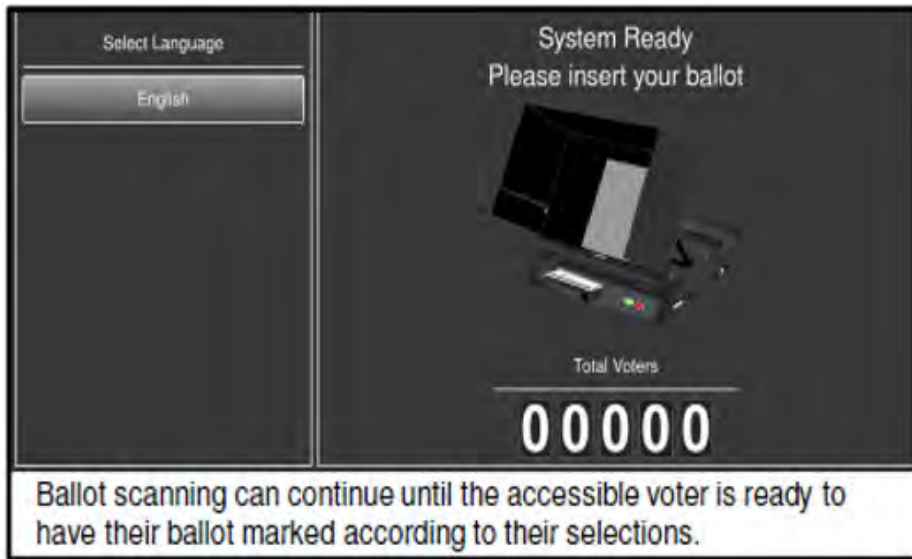 Select Language
English
System Ready
Please insert your ballot
Total Voters
00000
Ballot scanning can continue until the accessible voter is ready to
have their ballot marked according to their selections.